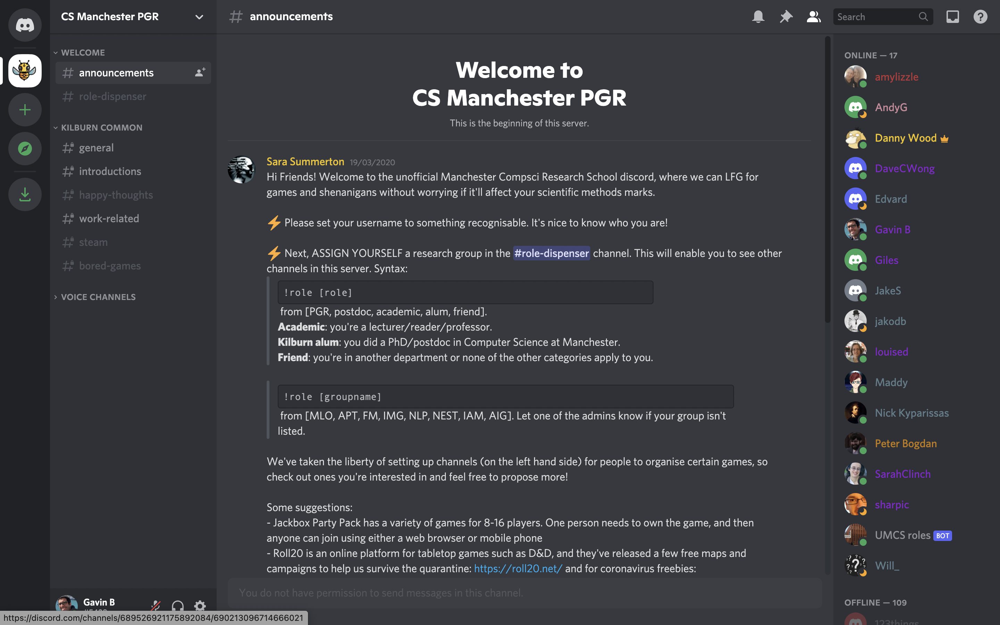 CS Manchester PGR
WELCOME
announcements
role-dispenser
KILBURN COMMON
general
introductions
happy-thoughts
work-related
steam
bored-games
VOICE CHANNELS
Gavin B
https://discord.com/channels/689526921175892084/690213096714666021
# announcements
Search
Welcome to
CS Manchester PGR
This is the beginning of this server.
Sara Summerton 19/03/2020
Hi Friends! Welcome to the unofficial Manchester Compsci Research School discord, where we can LFG for
games and shenanigans without worrying if it'll affect your scientific methods marks.
⚡ Please set your username to something recognisable. It's nice to know who you are!
⚡ Next, ASSIGN YOURSELF a research group in the #role-dispenser channel. This will enable you to see other
channels in this server. Syntax:
!role [role]
from [PGR, postdoc, academic, alum, friend].
Academic: you're a lecturer/reader/professor.
Kilburn alum: you did a PhD/postdoc in Computer Science at Manchester.
Friend: you're in another department or none of the other categories apply to you.
!role [groupname]
from [MLO, APT, FM, IMG, NLP, NEST, IAM, AIG]. Let one of the admins know if your group isn't
listed.
We've taken the liberty of setting up channels (on the left hand side) for people to organise certain games, so
check out ones you're interested in and feel free to propose more!
Some suggestions:
- Jackbox Party Pack has a variety of games for 8-16 players. One person needs to own the game, and then
anyone can join using either a web browser or mobile phone
- Roll20 is an online platform for tabletop games such as D&D, and they've released a few free maps and
campaigns to help us survive the quarantine: https://roll20.net/ and for coronavirus freebies:
You do not have permission to send messages in this channel.
ONLINE — 17
amylizzle
AndyG
Danny Wood
DaveCWong
Edvard
Gavin B
Giles
JakeS
jakodb
louised
Maddy
Nick Kyparissas
Peter Bogdan
SarahClinch
sharpic
UMCS roles BOT
Will_
OFFLINE — 109
123things